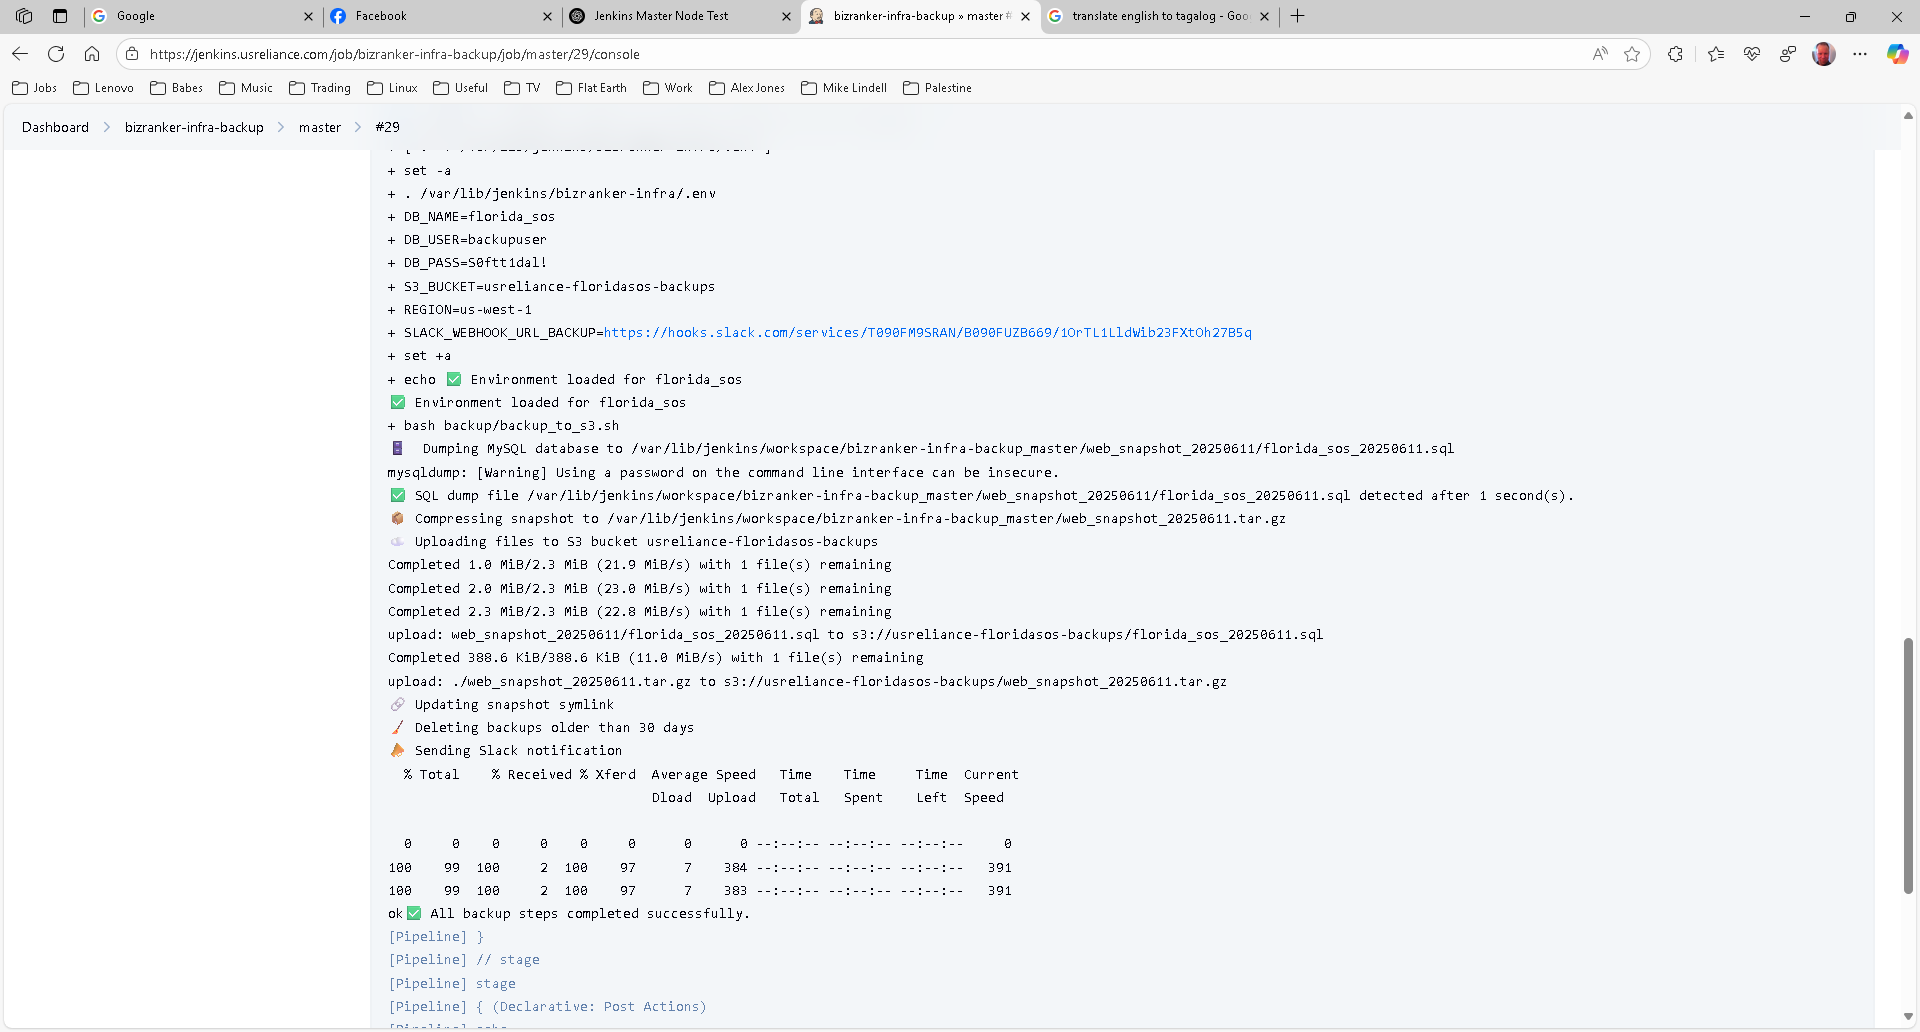 Google
Facebook
Jenkins Master Node Test
bizranker-infra-backup » master #
translate english to tagalog - Goo
https://jenkins.usreliance.com/job/bizranker-infra-backup/job/master/29/console
Jobs Lenovo Babes Music Trading Linux Useful TV Flat Earth Work Alex Jones Mike Lindell Palestine
Dashboard bizranker-infra-backup master #29
+ set -a
+ . /var/lib/jenkins/bizranker-infra/.env
+ DB_NAME=florida_sos
+ DB_USER=backupuser
+ DB_PASS=S0ftt1dal!
+ S3_BUCKET=usreliance-floridasos-backups
+ REGION=us-west-1
+ SLACK_WEBHOOK_URL_BACKUP=https://hooks.slack.com/services/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
+ set +a
+ echo ✅ Environment loaded for florida_sos
✅ Environment loaded for florida_sos
+ bash backup/backup_to_s3.sh
Dumping MySQL database to /var/lib/jenkins/workspace/bizranker-infra-backup_master/web_snapshot_20250611/florida_sos_20250611.sql
mysqldump: [Warning] Using a password on the command line interface can be insecure.
✅ SQL dump file /var/lib/jenkins/workspace/bizranker-infra-backup_master/web_snapshot_20250611/florida_sos_20250611.sql detected after 1 second(s).
📦 Compressing snapshot to /var/lib/jenkins/workspace/bizranker-infra-backup_master/web_snapshot_20250611.tar.gz
☁️ Uploading files to S3 bucket usreliance-floridasos-backups
Completed 1.0 MiB/2.3 MiB (21.9 MiB/s) with 1 file(s) remaining
Completed 2.0 MiB/2.3 MiB (23.0 MiB/s) with 1 file(s) remaining
Completed 2.3 MiB/2.3 MiB (22.8 MiB/s) with 1 file(s) remaining
upload: web_snapshot_20250611/florida_sos_20250611.sql to s3://usreliance-floridasos-backups/florida_sos_20250611.sql
Completed 388.6 KiB/388.6 KiB (11.0 MiB/s) with 1 file(s) remaining
upload: ./web_snapshot_20250611.tar.gz to s3://usreliance-floridasos-backups/web_snapshot_20250611.tar.gz
🔗 Updating snapshot symlink
🧹 Deleting backups older than 30 days
📣 Sending Slack notification
% Total % Received % Xferd Average Speed Time Time Time Current
Dload Upload Total Spent Left Speed
0 0 0 0 0 0 0 0 --:--:-- --:--:-- --:--:-- 0
100 99 100 2 100 97 7 384 --:--:-- --:--:-- --:--:-- 391
100 99 100 2 100 97 7 383 --:--:-- --:--:-- --:--:-- 391
ok✅ All backup steps completed successfully.
[Pipeline] }
[Pipeline] // stage
[Pipeline] stage
[Pipeline] { (Declarative: Post Actions)